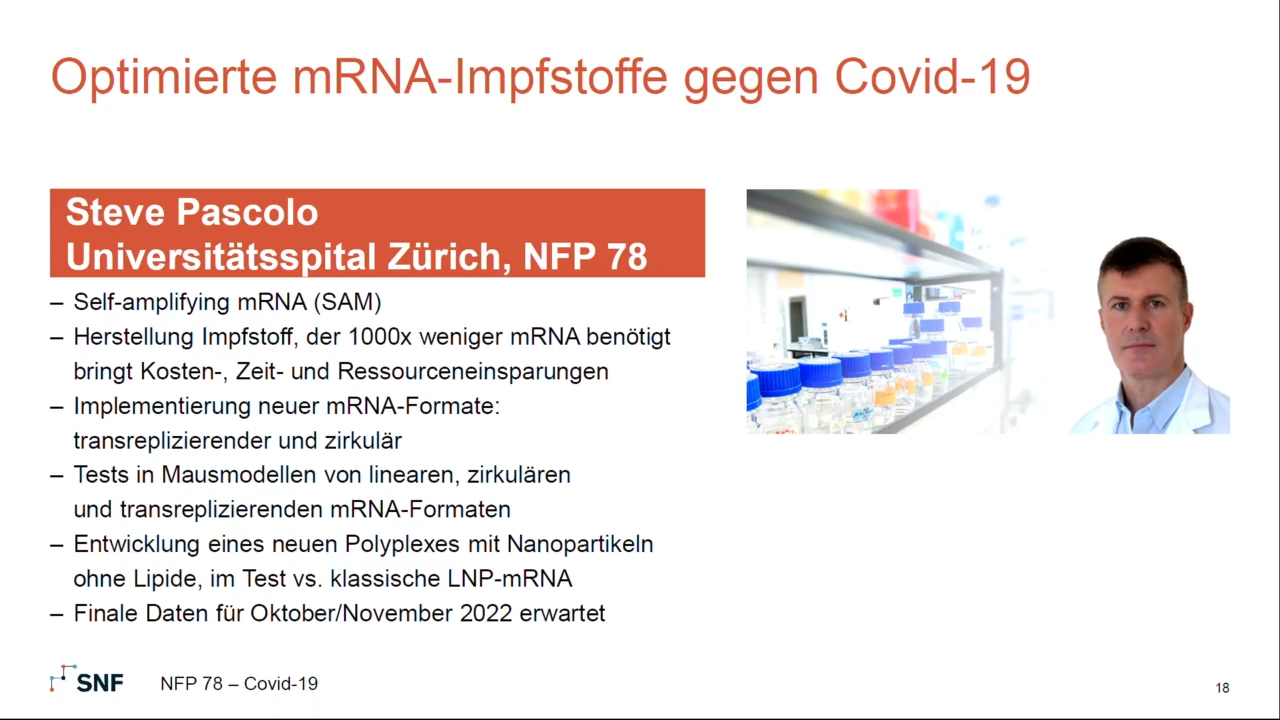 Optimierte mRNA-Impfstoffe gegen Covid-19
Steve Pascolo
Universitätsspital Zürich, NFP 78
– Self-amplifying mRNA (SAM)
– Herstellung Impfstoff, der 1000x weniger mRNA benötigt
bringt Kosten-, Zeit- und Ressourceneinsparungen
– Implementierung neuer mRNA-Formate:
transreplizierender und zirkulär
– Tests in Mausmodellen von linearen, zirkulären
und transreplizierenden mRNA-Formaten
– Entwicklung eines neuen Polyplexes mit Nanopartikeln
ohne Lipide, im Test vs. klassische LNP-mRNA
– Finale Daten für Oktober/November 2022 erwartet
SNF
NFP 78 – Covid-19
18